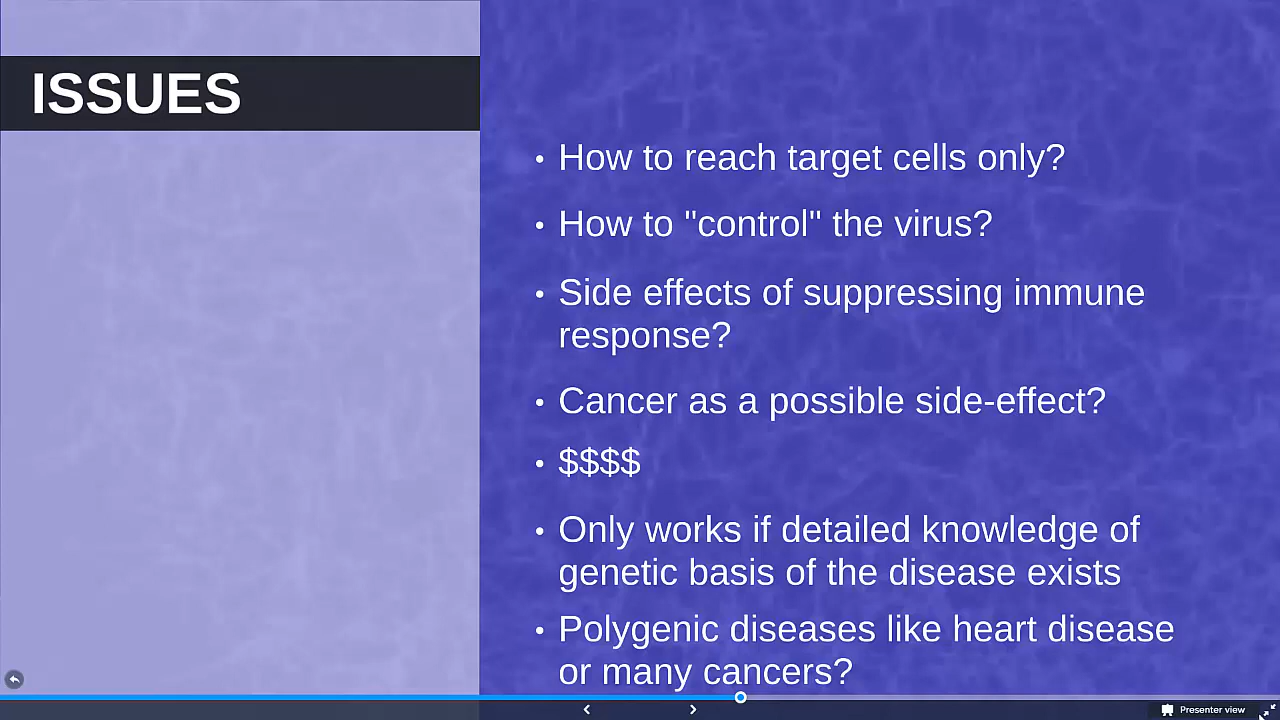 ISSUES
• How to reach target cells only?
• How to "control" the virus?
• Side effects of suppressing immune
response?
• Cancer as a possible side-effect?
• $$$$
• Only works if detailed knowledge of
genetic basis of the disease exists
• Polygenic diseases like heart disease
or many cancers?
Presenter view